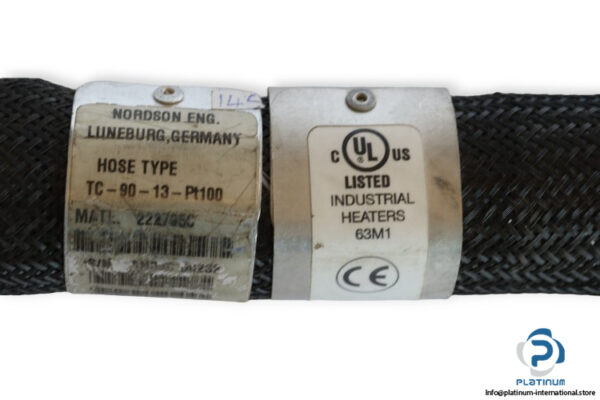 145
NORDSON ENG.
LUNEBURG, GERMANY
HOSE TYPE
TC-90-13-Pt100
C UL US
LISTED
INDUSTRIAL
HEATERS
63M1
CE
PLATINUM
Info@platinum-international.store